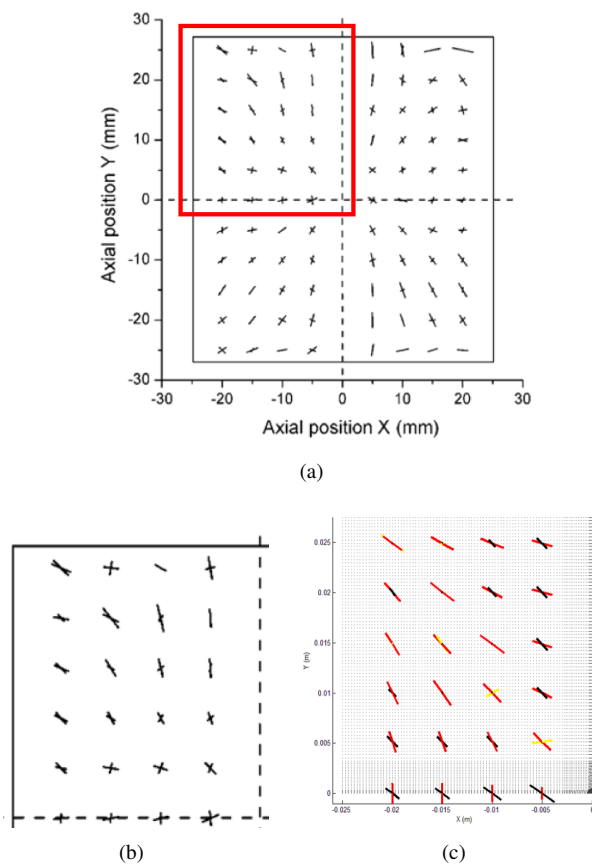 30
20
10
0
-10
-20
-30
Axial position Y (mm)
-30 -20 -10 0 10 20 30
Axial position X (mm)
(a)
0.025
0.02
0.015
0.01
0.005
0
Y (m)
-0.025 -0.02 -0.015 -0.01 -0.005 0
X (m)
(b) (c)